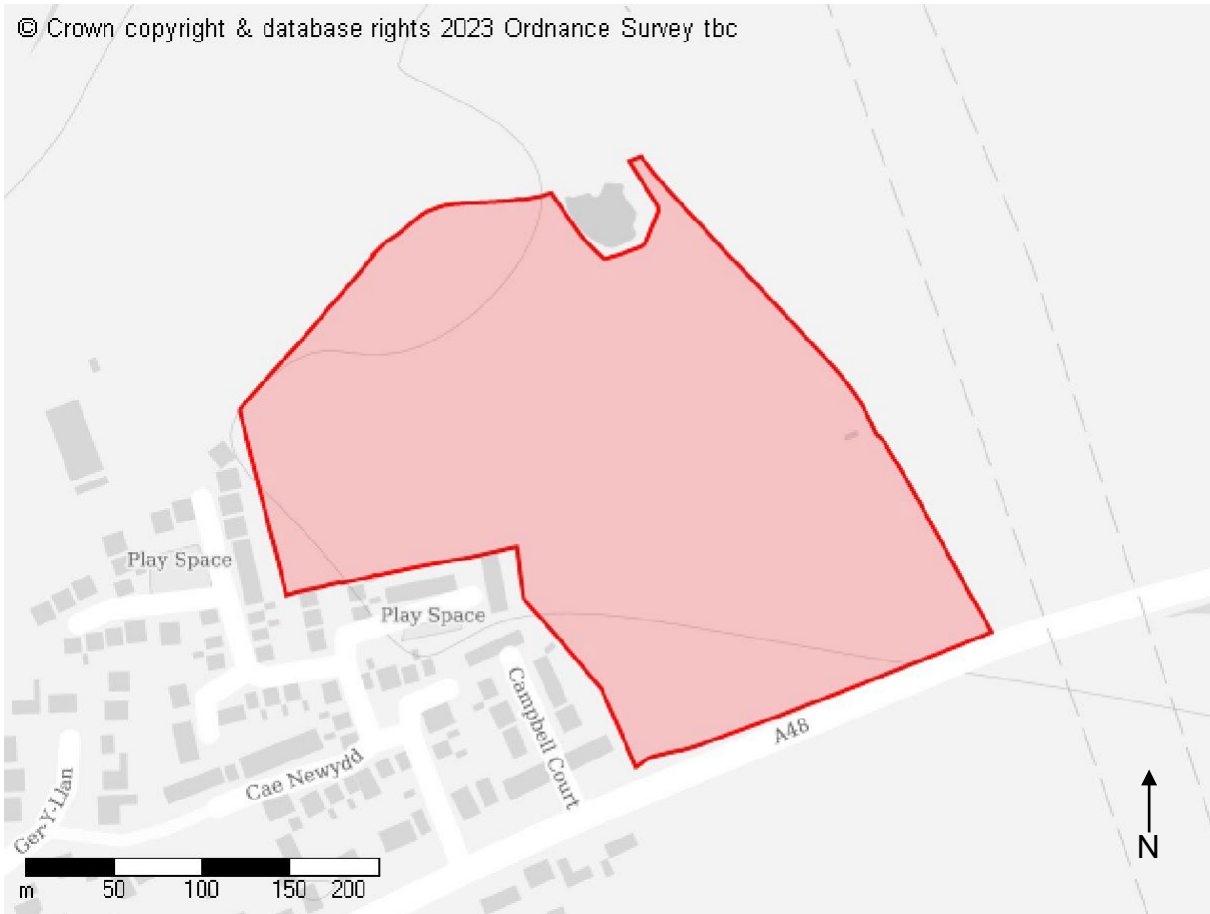 © Crown copyright & database rights 2023 Ordnance Survey tbc
Play Space
Play Space
Campbell Court
A48
Cae Newydd
Ger-Y-Llan
N
m 50 100 150 200